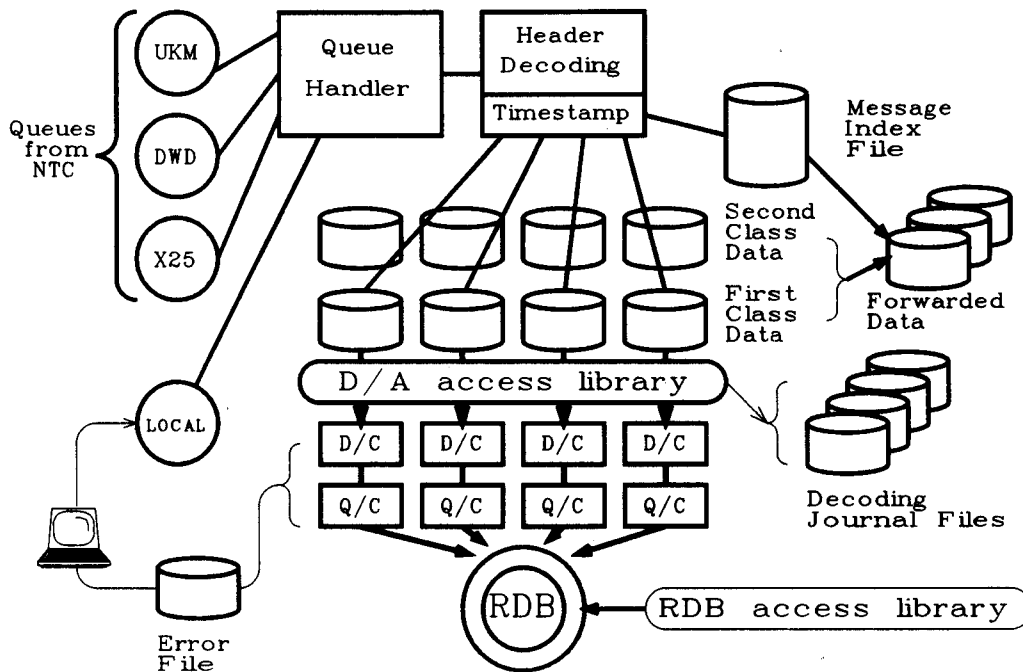 UKM
Queue
Handler
Header
Decoding
Timestamp
Message
Index
File
Queues
from
NTC
DWD
X25
Second
Class
Data
First
Class
Data
Forwarded
Data
D/A access library
LOCAL
D/C
D/C
D/C
D/C
Q/C
Q/C
Q/C
Q/C
Decoding
Journal Files
RDB
RDB access library
Error
File